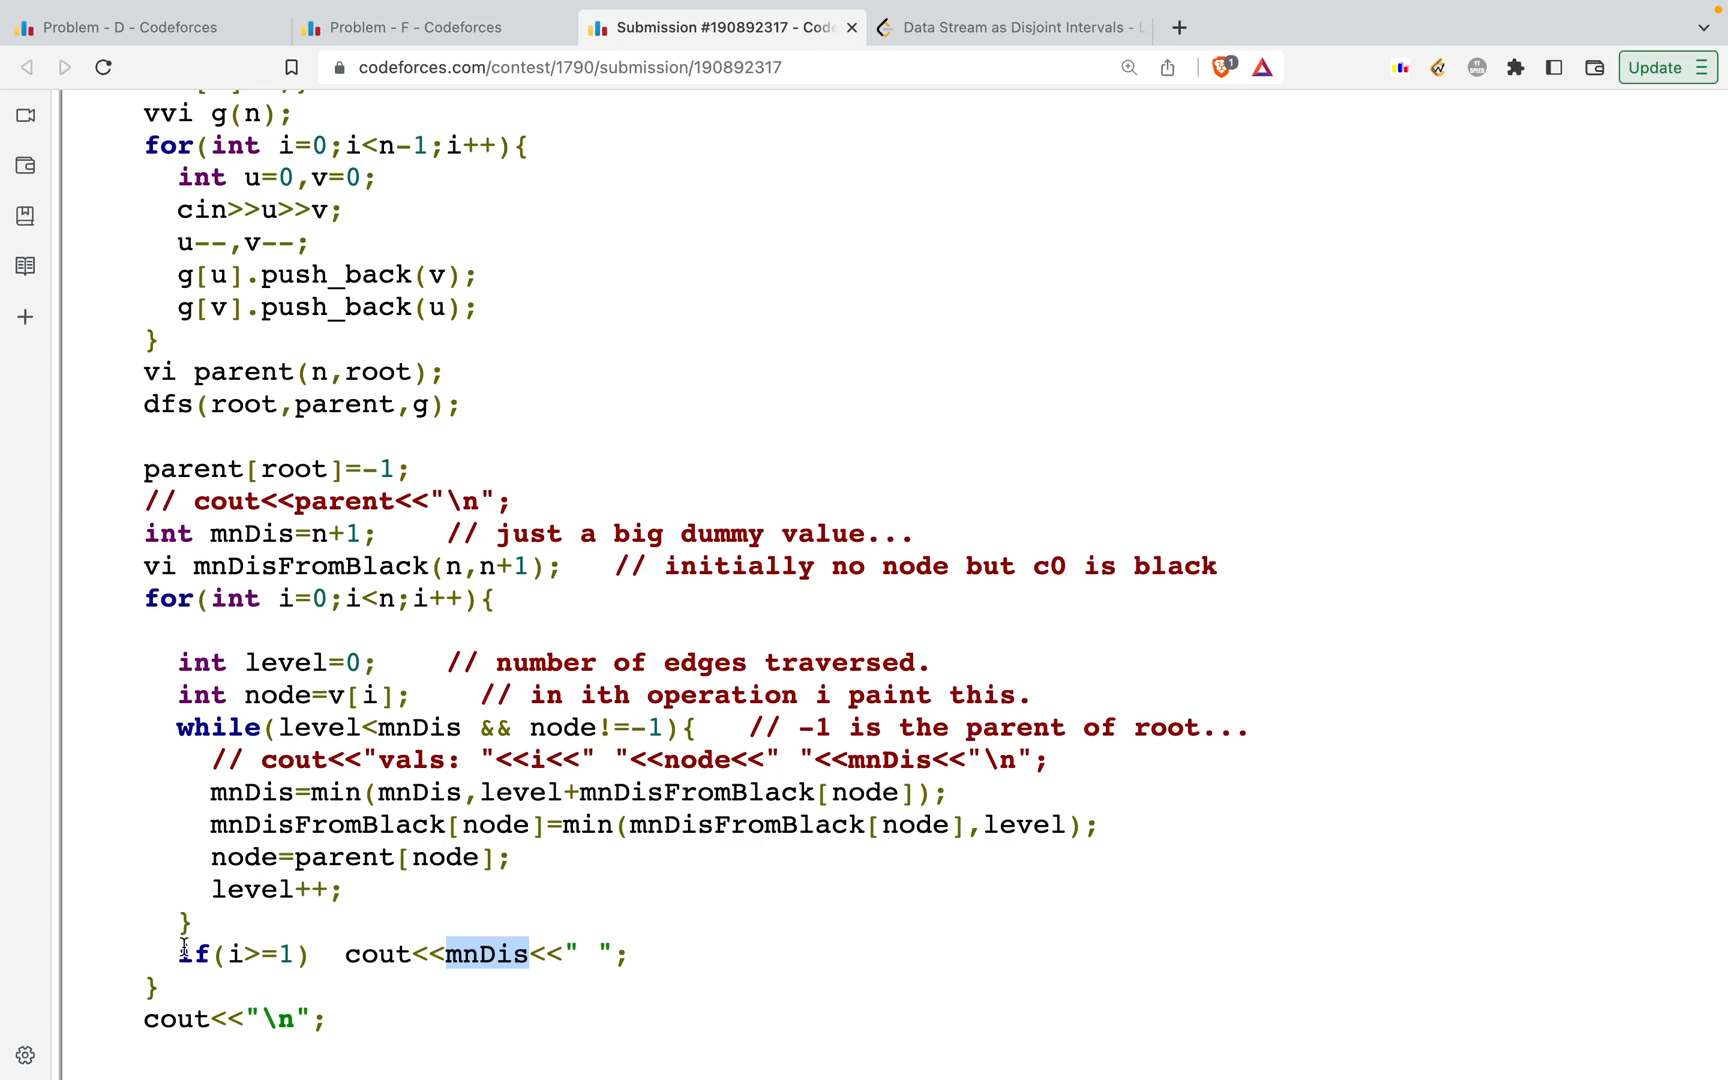 Problem - D - Codeforces
Problem - F - Codeforces
Submission #190892317 - Code
Data Stream as Disjoint Intervals - L
codeforces.com/contest/1790/submission/190892317
1
Update
vvi g(n);
for(int i=0;i<n-1;i++){
int u=0,v=0;
cin>>u>>v;
u--,v--;
g[u].push_back(v);
g[v].push_back(u);
}
vi parent(n,root);
dfs(root,parent,g);
parent[root]=-1;
// cout<<parent<<"\n";
int mnDis=n+1;    // just a big dummy value...
vi mnDisFromBlack(n,n+1);   // initially no node but c0 is black
for(int i=0;i<n;i++){
int level=0;    // number of edges traversed.
int node=v[i];    // in ith operation i paint this.
while(level<mnDis && node!=-1){   // -1 is the parent of root...
// cout<<"vals: "<<i<<" "<<node<<" "<<mnDis<<"\n";
mnDis=min(mnDis,level+mnDisFromBlack[node]);
mnDisFromBlack[node]=min(mnDisFromBlack[node],level);
node=parent[node];
level++;
}
if(i>=1)  cout<<mnDis<<" ";
}
cout<<"\n";